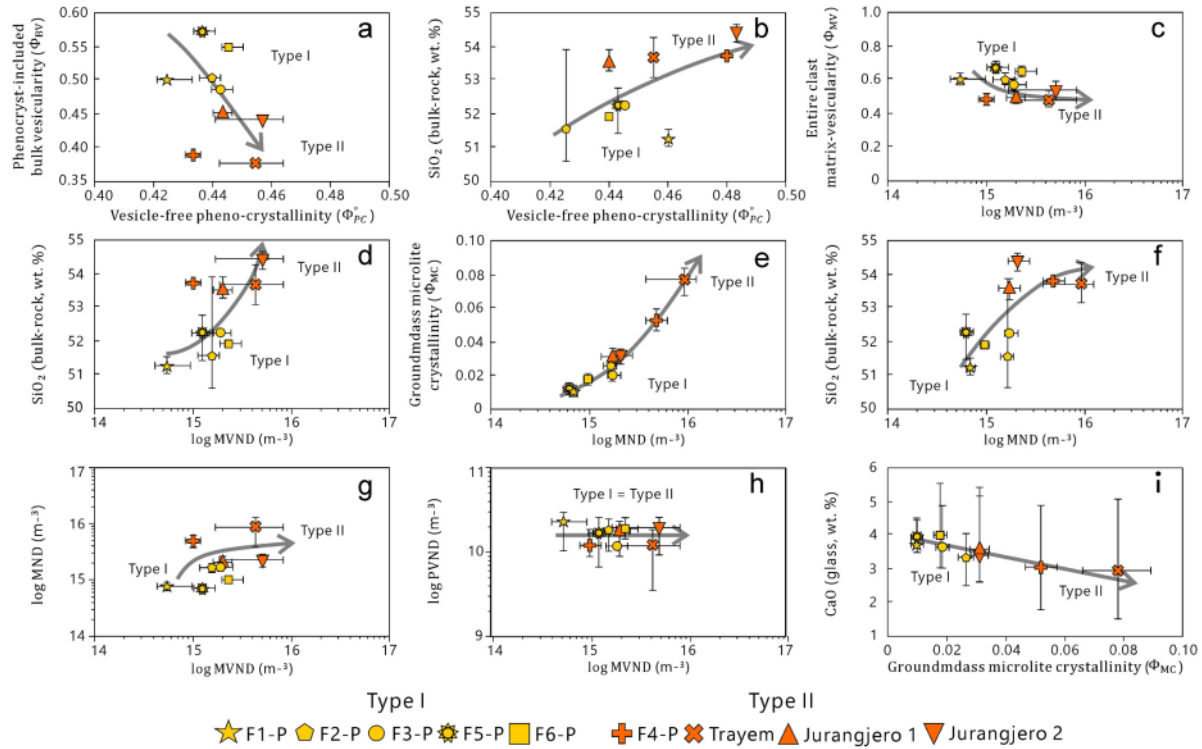 a
Phenocryst-included
bulk vesicularity (Φ_BV)
0.60
0.55
0.50
0.45
0.40
0.35
Type I
Type II
0.40 0.42 0.44 0.46 0.48 0.50
Vesicle-free pheno-crystallinity (Φ°_PC)
b
SiO₂ (bulk-rock, wt. %)
55
54
53
52
51
50
Type II
Type I
0.40 0.42 0.44 0.46 0.48 0.50
Vesicle-free pheno-crystallinity (Φ°_PC)
c
Entire clast
matrix-vesicularity (Φ_MV)
1.0
0.8
0.6
0.4
0.2
0.0
Type I
Type II
14 15 16 17
log MVND (m⁻³)
d
SiO₂ (bulk-rock, wt. %)
55
54
53
52
51
50
Type II
Type I
14 15 16 17
log MVND (m⁻³)
e
Groundmdass microlite
crystallinity (Φ_MC)
0.10
0.08
0.06
0.04
0.02
0
Type II
Type I
14 15 16 17
log MND (m⁻³)
f
SiO₂ (bulk-rock, wt. %)
55
54
53
52
51
50
Type II
Type I
14 15 16 17
log MND (m⁻³)
g
log MND (m⁻³)
17
16
15
14
Type II
Type I
14 15 16 17
log MVND (m⁻³)
h
log PVND (m⁻³)
11
10
9
Type I = Type II
14 15 16 17
log MVND (m⁻³)
i
CaO (glass, wt. %)
6
5
4
3
2
1
Type I
Type II
0 0.02 0.04 0.06 0.08 0.10
Groundmdass microlite crystallinity (Φ_MC)
Type I Type II
F1-P F2-P F3-P F5-P F6-P F4-P Trayem Jurangjero 1 Jurangjero 2